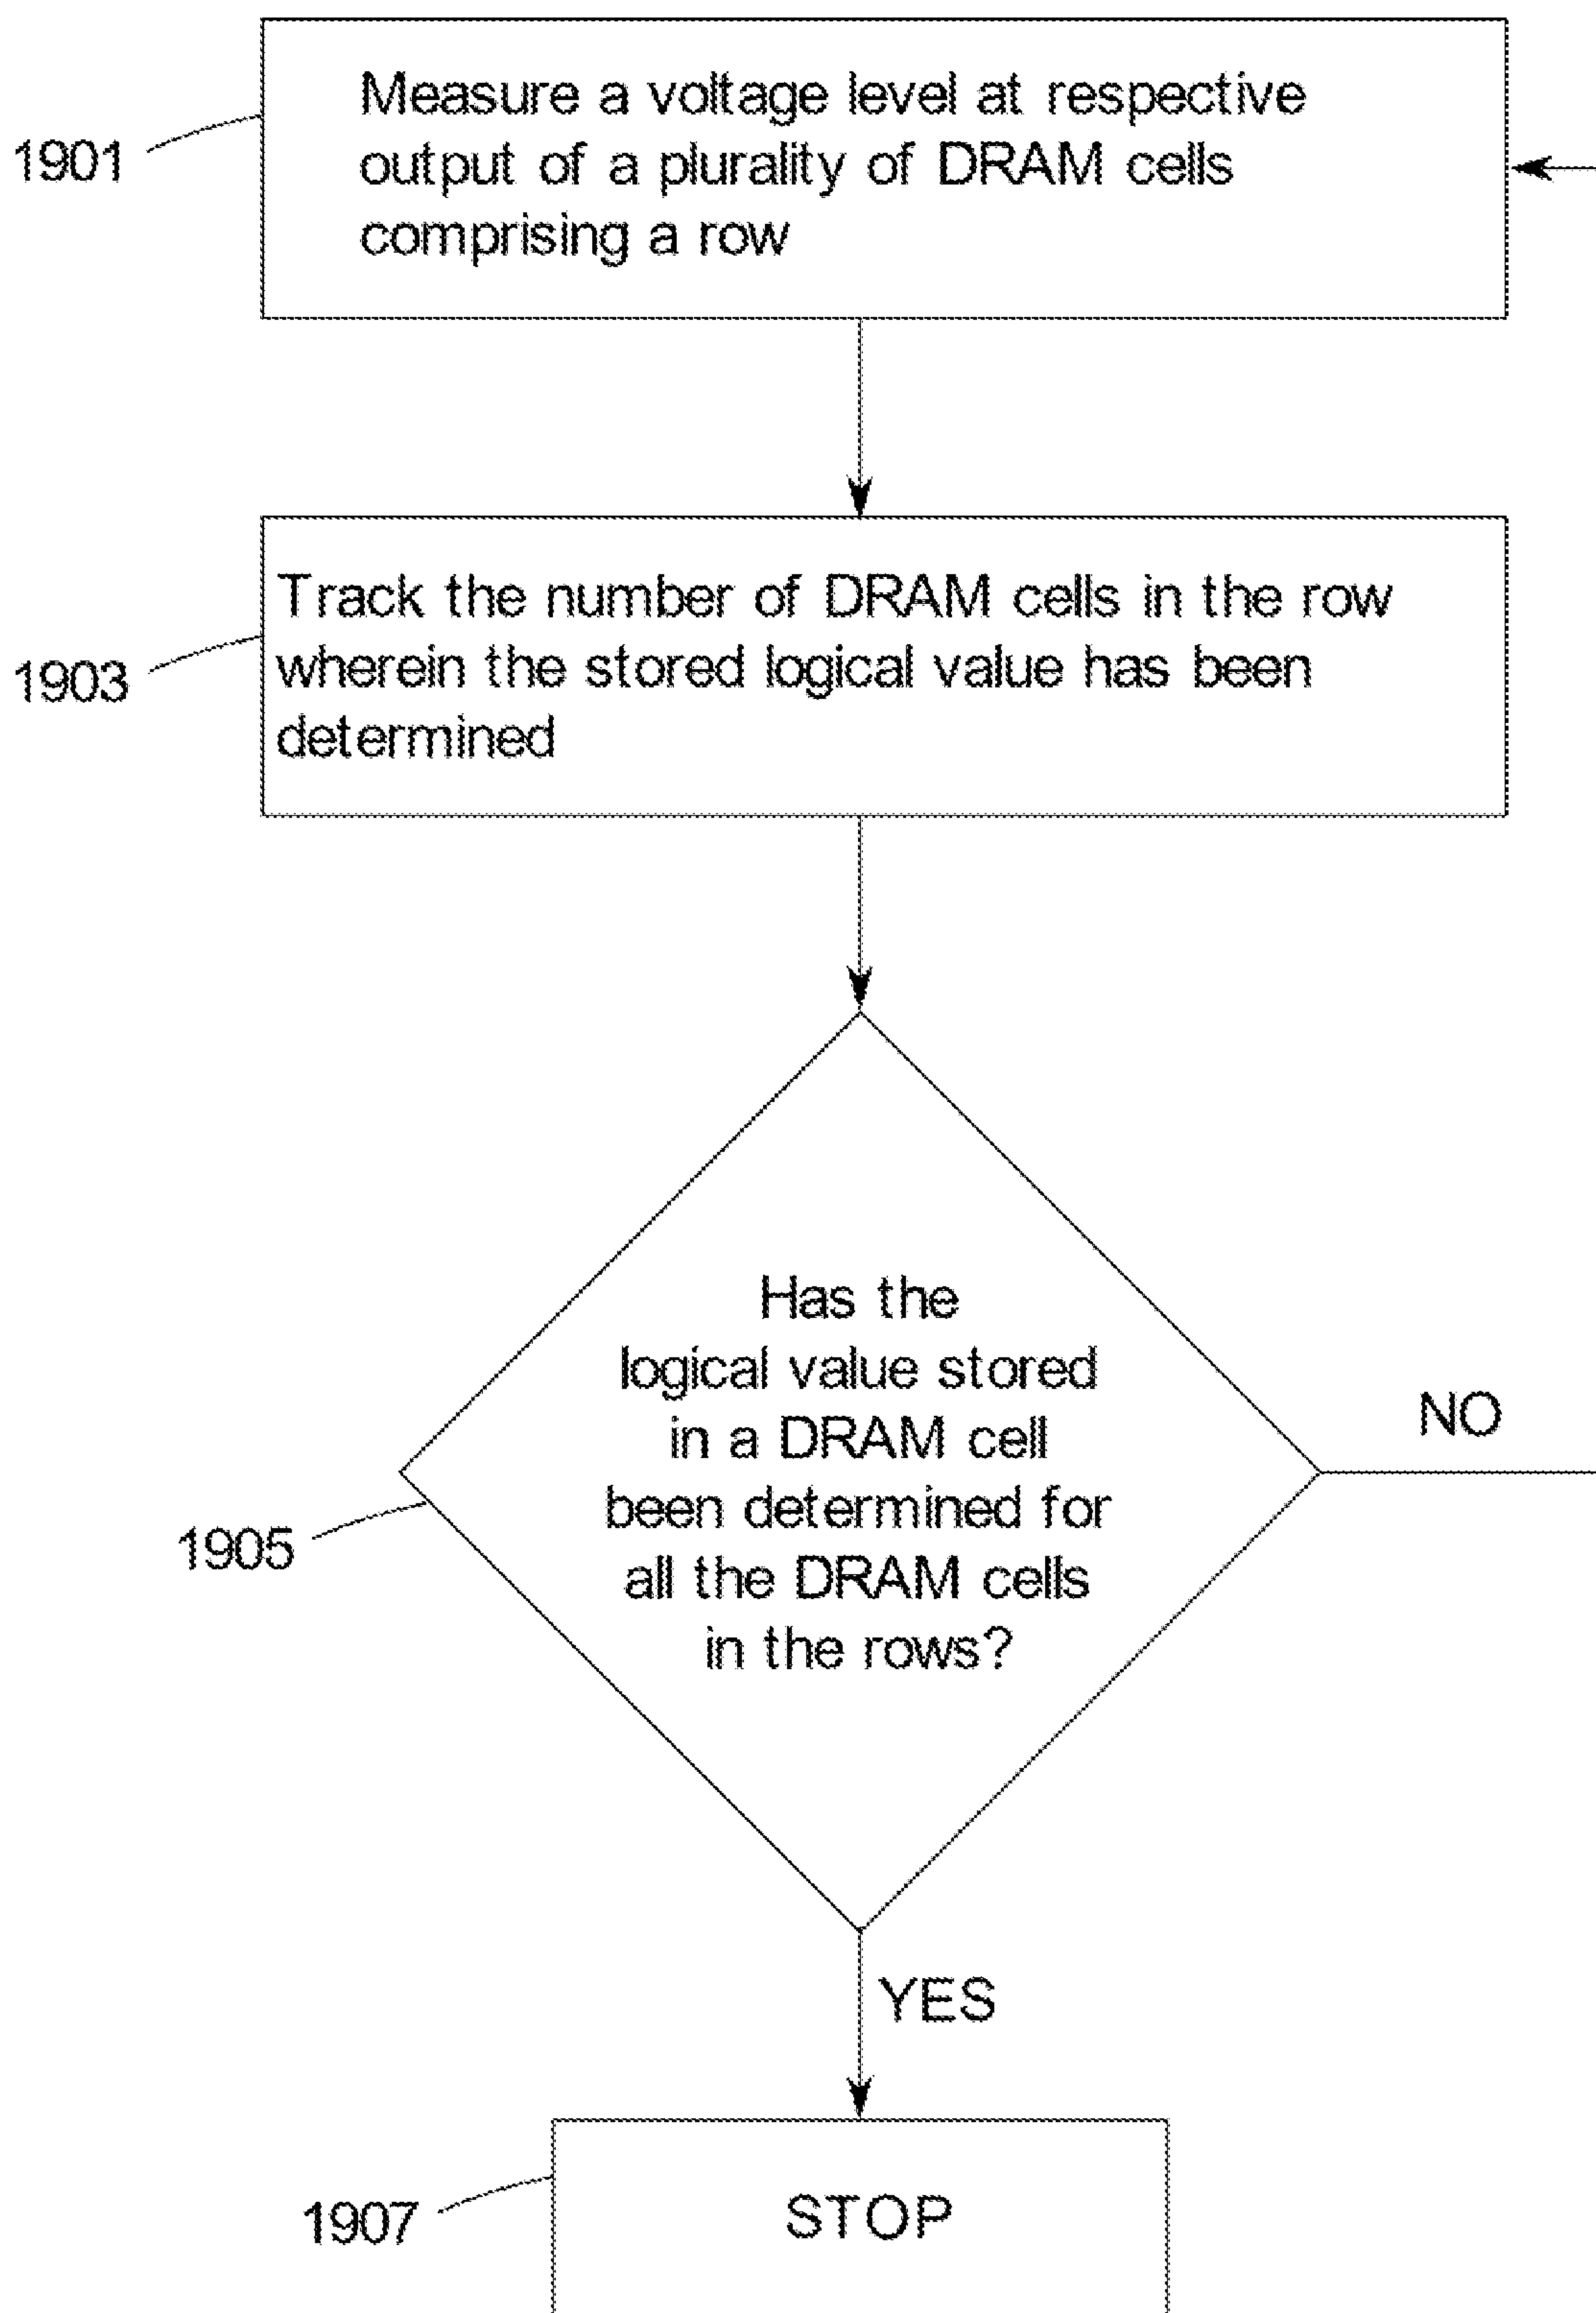 1901
Measure a voltage level at respective
output of a plurality of DRAM cells
comprising a row
1903
Track the number of DRAM cells in the row
wherein the stored logical value has been
determined
1905
Has the
logical value stored
in a DRAM cell
been determined for
all the DRAM cells
in the rows?
NO
YES
1907
STOP